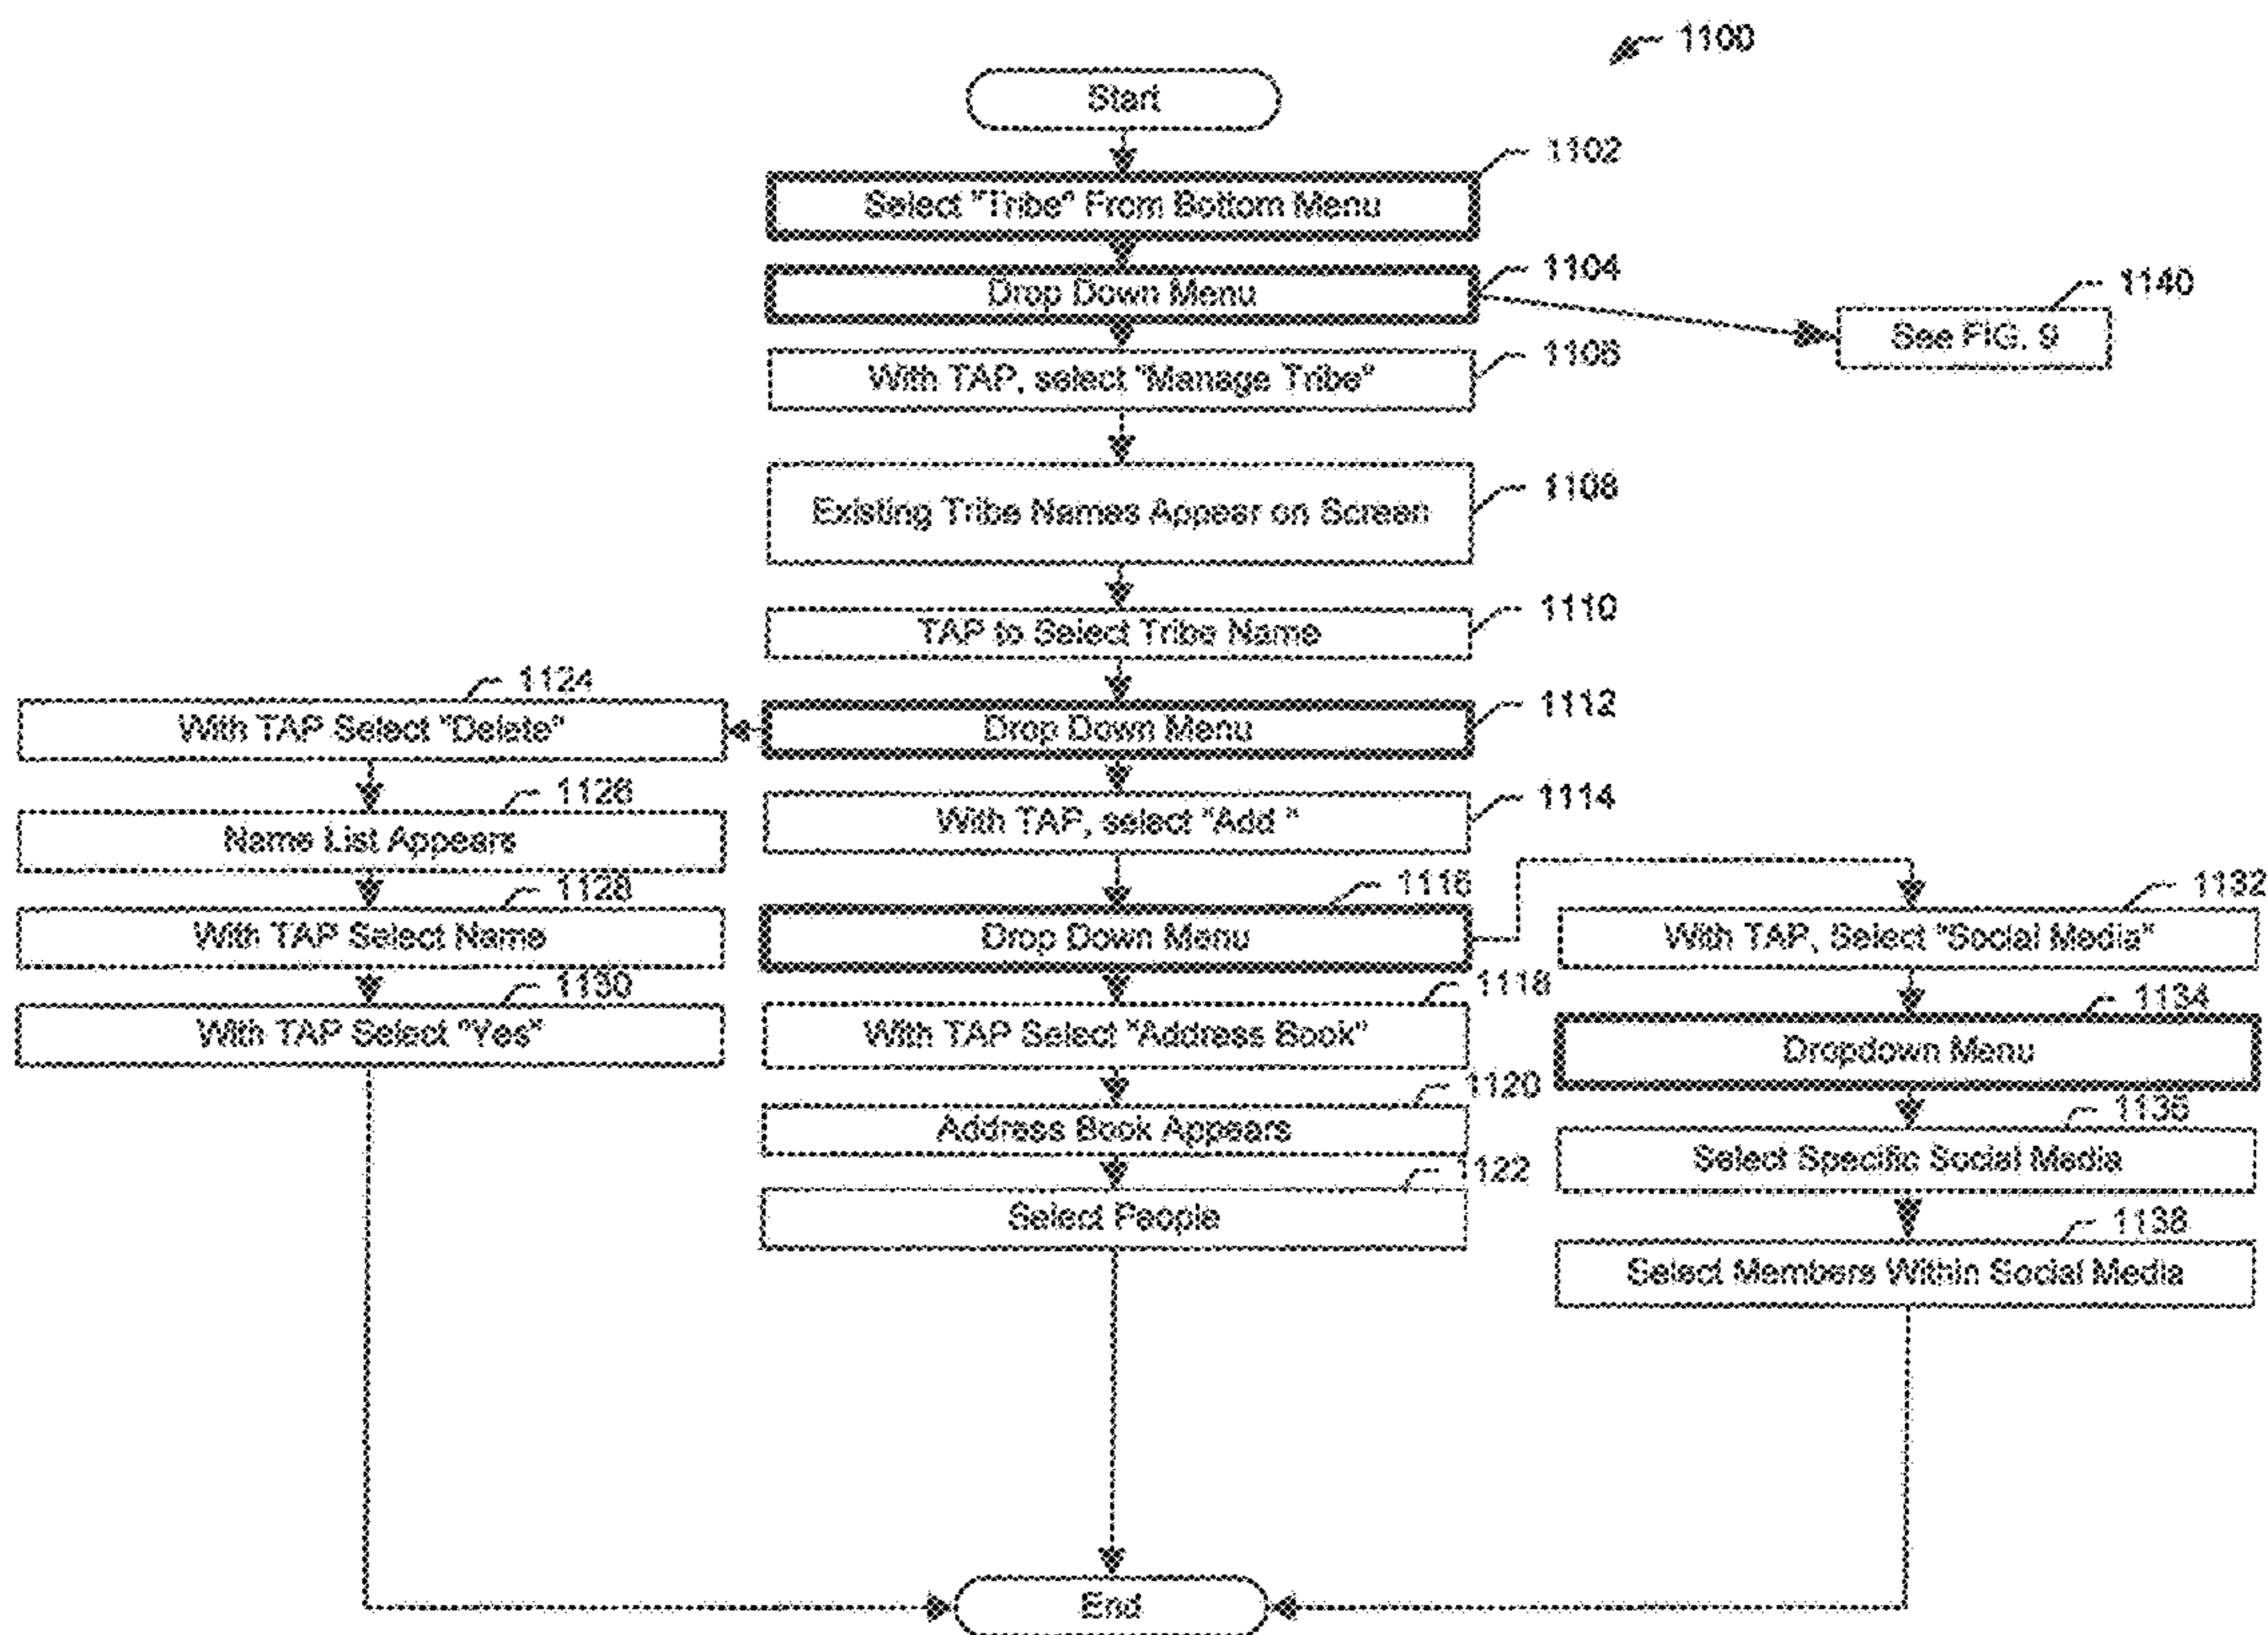 1100
Start
1102
Select "Tribe" From Bottom Menu
1104
Drop Down Menu
1140
See FIG. 9
1106
With TAP, select "Manage Tribe"
1108
Existing Tribe Names Appear on Screen
1110
TAP to Select Tribe Name
1124
With TAP Select "Delete"
1112
Drop Down Menu
1126
Name List Appears
1114
With TAP, select "Add "
1128
With TAP Select Name
1116
Drop Down Menu
1132
With TAP, Select "Social Media"
1130
With TAP Select "Yes"
1118
With TAP Select "Address Book"
1134
Dropdown Menu
1120
Address Book Appears
1136
Select Specific Social Media
1122
Select People
1138
Select Members Within Social Media
End